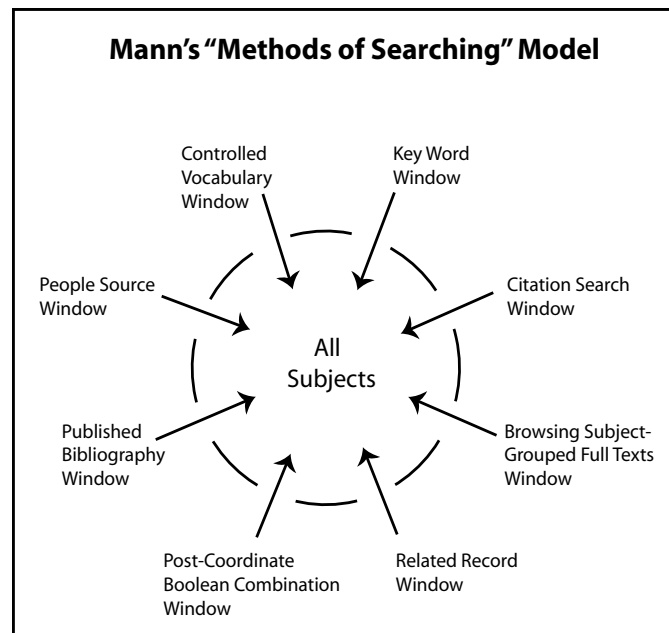 Mann’s “Methods of Searching” Model
Controlled
Vocabulary
Window
Key Word
Window
People Source
Window
Citation Search
Window
All
Subjects
Published
Bibliography
Window
Browsing Subject-
Grouped Full Texts
Window
Post-Coordinate
Boolean Combination
Window
Related Record
Window